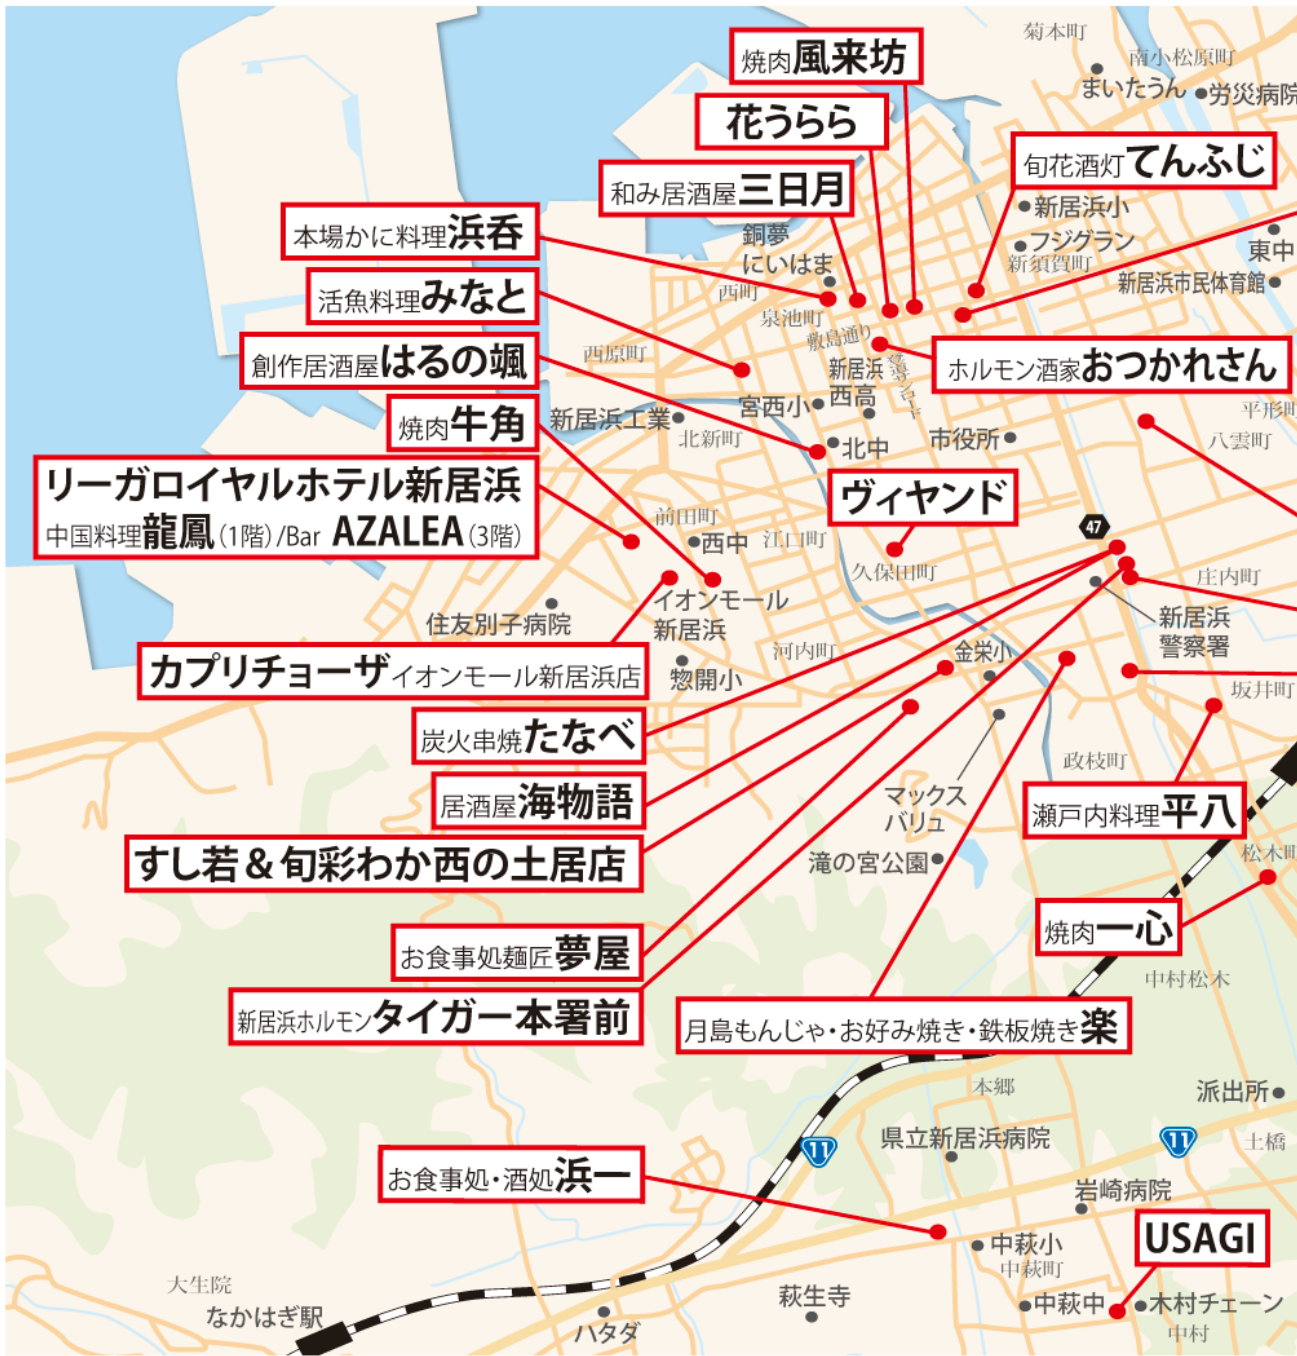 菊本町
南小松原町
まいたうん
労災病院
焼肉風来坊
花うらら
旬花酒灯てんふじ
和み居酒屋三日月
新居浜小
フジグラン
新須賀町
東中
新居浜市民体育館
本場かに料理浜呑
銅夢
にいはま
西町
泉池町
敷島通り
活魚料理みなと
西原町
創作居酒屋はるの颯
新居浜
西高
登り道サンロード
ホルモン酒家おつかれさん
焼肉牛角
新居浜工業
北新町
宮西小
北中
市役所
平形町
八雲町
リーガロイヤルホテル新居浜
中国料理龍鳳(1階)/Bar AZALEA(3階)
ヴィヤンド
47
前田町
西中
江口町
久保田町
庄内町
イオンモール
新居浜
住友別子病院
新居浜
警察署
カプリチョーザイオンモール新居浜店
惣開小
河内町
金栄小
坂井町
炭火串焼たなべ
政枝町
居酒屋海物語
マックス
バリュ
瀬戸内料理平八
すし若&旬彩わか西の土居店
滝の宮公園
松木町
お食事処麺匠夢屋
焼肉一心
中村松木
新居浜ホルモンタイガー本署前
月島もんじゃ・お好み焼き・鉄板焼き楽
本郷
派出所
11
県立新居浜病院
11
土橋
お食事処・酒処浜一
岩崎病院
USAGI
中萩小
中萩町
大生院
なかはぎ駅
萩生寺
中萩中
木村チェーン
ハタダ
中村